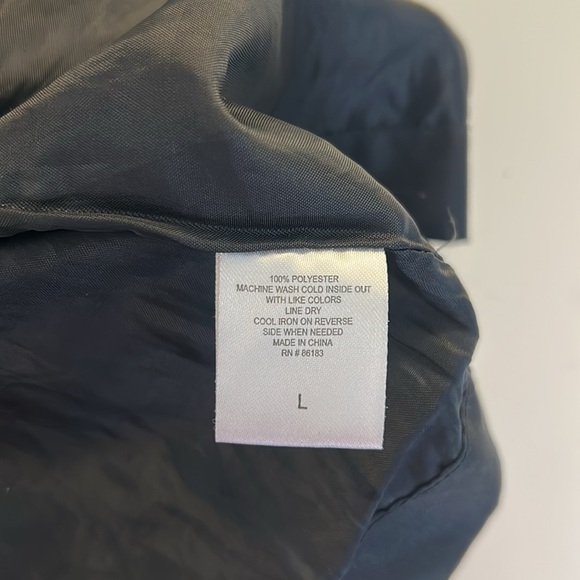 100% POLYESTER
MACHINE WASH COLD INSIDE OUT
WITH LIKE COLORS
LINE DRY
COOL IRON ON REVERSE
SIDE WHEN NEEDED
MADE IN CHINA
RN # 86183
L